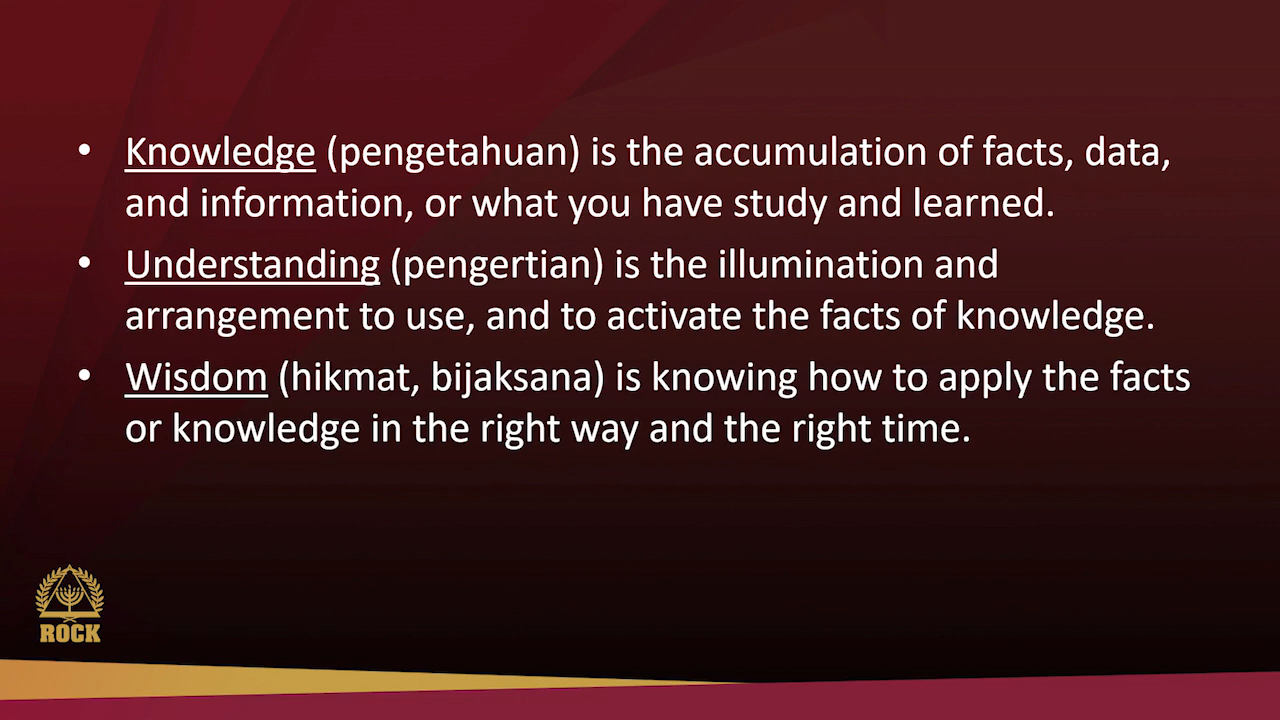 • Knowledge (pengetahuan) is the accumulation of facts, data,
and information, or what you have study and learned.
• Understanding (pengertian) is the illumination and
arrangement to use, and to activate the facts of knowledge.
• Wisdom (hikmat, bijaksana) is knowing how to apply the facts
or knowledge in the right way and the right time.
ROCK